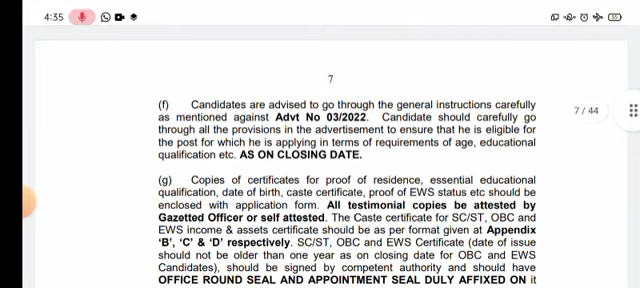 4:35
55
7
(f) Candidates are advised to go through the general instructions carefully
as mentioned against Advt No 03/2022. Candidate should carefully go
through all the provisions in the advertisement to ensure that he is eligible for
the post for which he is applying in terms of requirements of age, educational
qualification etc. AS ON CLOSING DATE.
7 / 44
(g) Copies of certificates for proof of residence, essential educational
qualification, date of birth, caste certificate, proof of EWS status etc should be
enclosed with application form. All testimonial copies be attested by
Gazetted Officer or self attested. The Caste certificate for SC/ST, OBC and
EWS income & assets certificate should be as per format given at Appendix
'B', 'C' & 'D' respectively. SC/ST, OBC and EWS Certificate (date of issue
should not be older than one year as on closing date for OBC and EWS
Candidates), should be signed by competent authority and should have
OFFICE ROUND SEAL AND APPOINTMENT SEAL DULY AFFIXED ON it